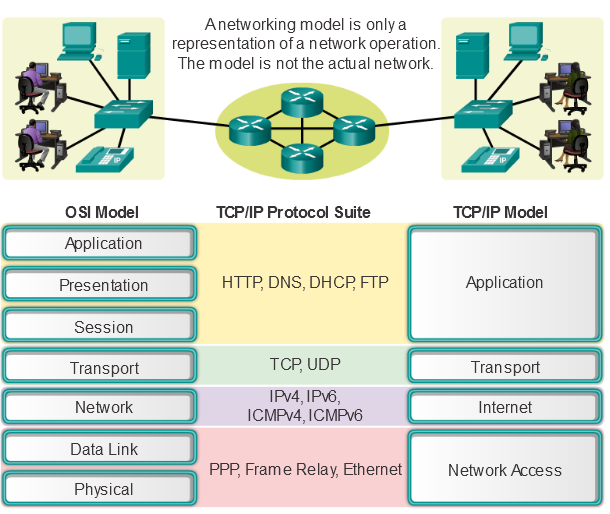 A networking model is only a
representation of a network operation.
The model is not the actual network.
IP
IP
OSI Model
TCP/IP Protocol Suite
TCP/IP Model
Application
Presentation
Session
HTTP, DNS, DHCP, FTP
Application
Transport
TCP, UDP
Transport
Network
IPv4, IPv6,
ICMPv4, ICMPv6
Internet
Data Link
Physical
PPP, Frame Relay, Ethernet
Network Access